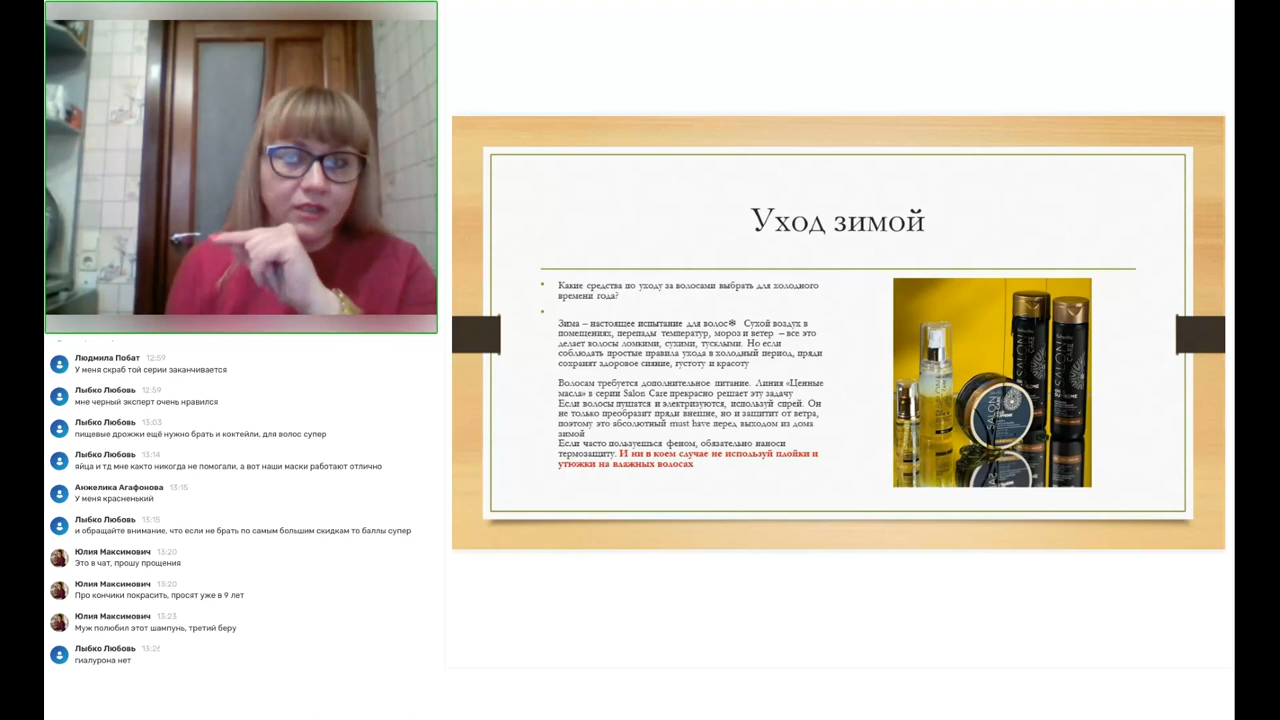 Людмила Побат 12:59
У меня скраб той серии заканчивается
Лыбко Любовь 12:59
мне черный эксперт очень нравился
Лыбко Любовь 13:03
пищевые дрожжи ещё нужно брать и коктейли, для волос супер
Лыбко Любовь 13:14
яйца и тд мне както никогда не помогали, а вот наши маски работают отлично
Анжелика Агафонова 13:15
У меня красненький
Лыбко Любовь 13:15
и обращайте внимание, что если не брать по самым большим скидкам то баллы супер
Юлия Максимович 13:20
Это в чат, прошу прощения
Юлия Максимович 13:20
Про кончики покрасить, просят уже в 9 лет
Юлия Максимович 13:23
Муж полюбил этот шампунь, третий беру
Лыбко Любовь 13:26
гиалурона нет
Уход зимой
Какие средства по уходу за волосами выбрать для холодного
времени года?
Зима – настоящее испытание для волос❄ Сухой воздух в
помещениях, перепады температур, мороз и ветер – все это
делает волосы ломкими, сухими, тусклыми. Но если
соблюдать простые правила ухода в холодный период, пряди
сохранят здоровое сияние, густоту и красоту
Волосам требуется дополнительное питание. Линия «Ценные
масла» в серии Salon Care прекрасно решает эту задачу
Если волосы пушатся и электризуются, используй спрей. Он
не только преобразит пряди внешне, но и защитит от ветра,
поэтому это абсолютный must have перед выходом из дома
зимой
Если часто пользуешься феном, обязательно наноси
термозащиту. И ни в коем случае не используй плойки и
утюжки на влажных волосах
SALON
CARE
SALON
CARE
SALON